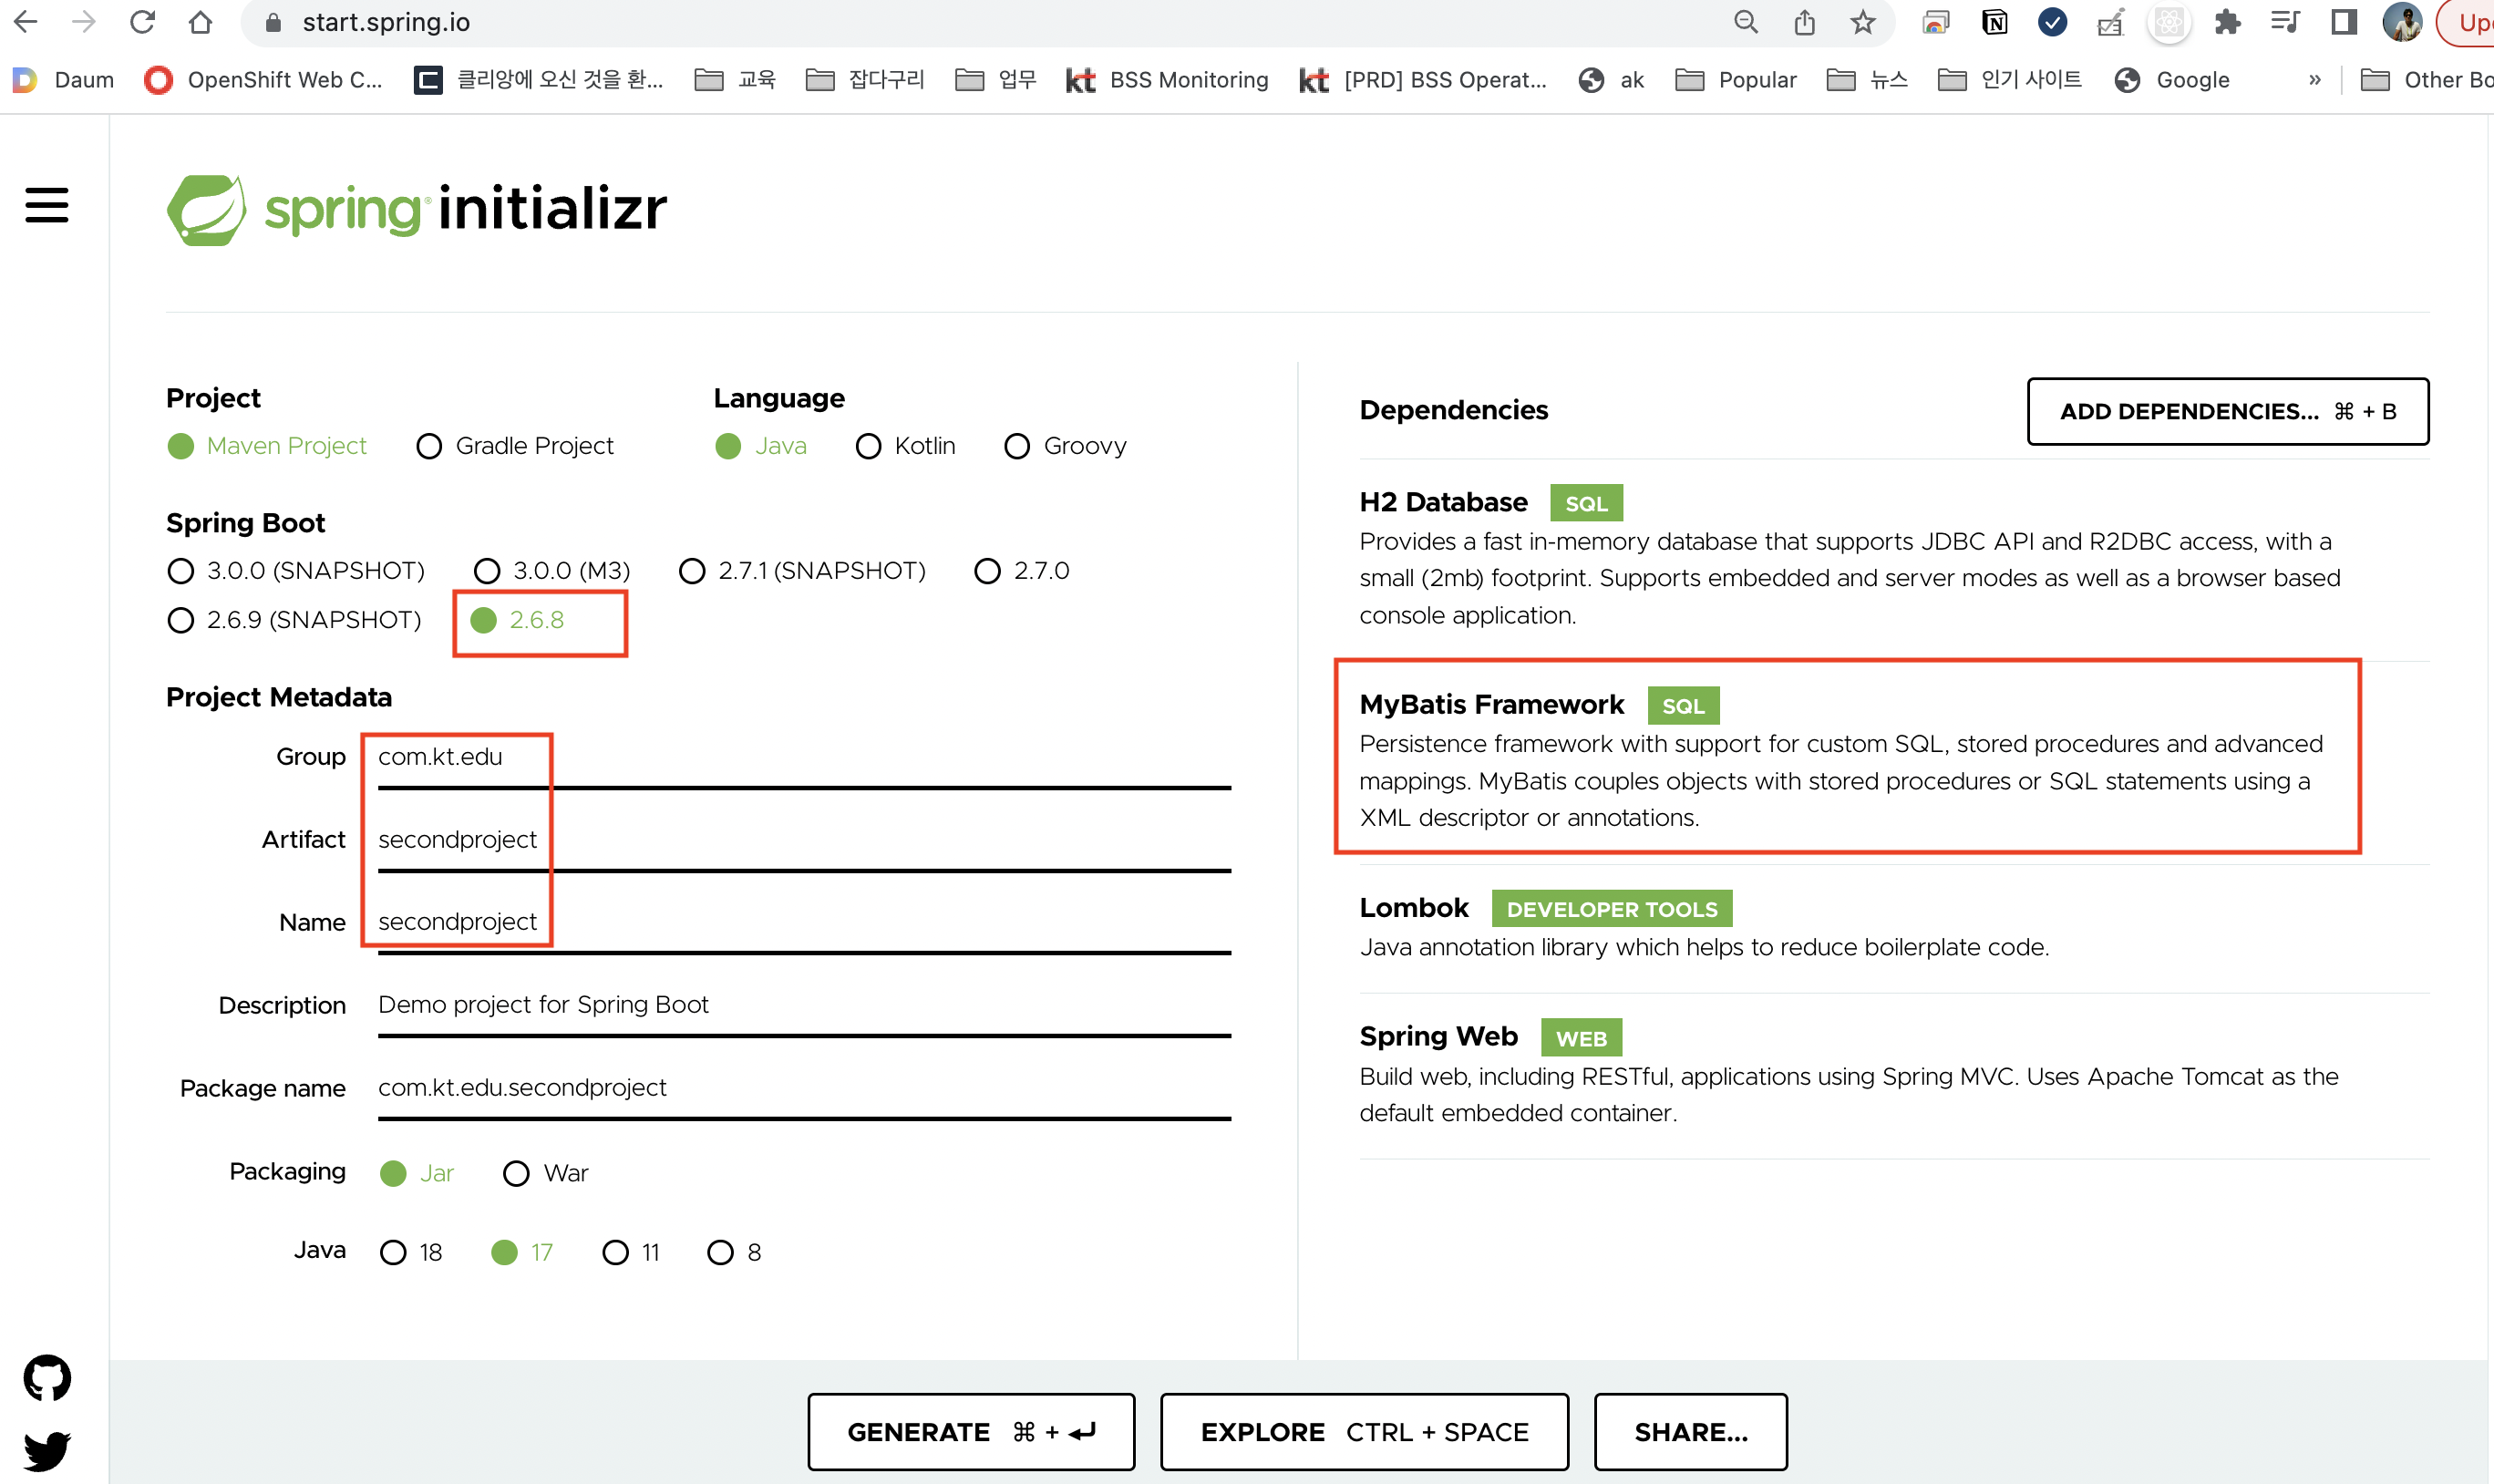 start.spring.io
Up
Daum
OpenShift Web C...
클리앙에 오신 것을 환...
교육
잡다구리
업무
kt BSS Monitoring
kt [PRD] BSS Operat...
ak
Popular
뉴스
인기 사이트
Google
»
Other Bo
spring initializr
Project
Maven Project
Gradle Project
Language
Java
Kotlin
Groovy
Spring Boot
3.0.0 (SNAPSHOT)
3.0.0 (M3)
2.7.1 (SNAPSHOT)
2.7.0
2.6.9 (SNAPSHOT)
2.6.8
Project Metadata
Group
com.kt.edu
Artifact
secondproject
Name
secondproject
Description
Demo project for Spring Boot
Package name
com.kt.edu.secondproject
Packaging
Jar
War
Java
18
17
11
8
Dependencies
ADD DEPENDENCIES... ⌘ + B
H2 Database SQL
Provides a fast in-memory database that supports JDBC API and R2DBC access, with a
small (2mb) footprint. Supports embedded and server modes as well as a browser based
console application.
MyBatis Framework SQL
Persistence framework with support for custom SQL, stored procedures and advanced
mappings. MyBatis couples objects with stored procedures or SQL statements using a
XML descriptor or annotations.
Lombok DEVELOPER TOOLS
Java annotation library which helps to reduce boilerplate code.
Spring Web WEB
Build web, including RESTful, applications using Spring MVC. Uses Apache Tomcat as the
default embedded container.
GENERATE ⌘ + ↵
EXPLORE CTRL + SPACE
SHARE...